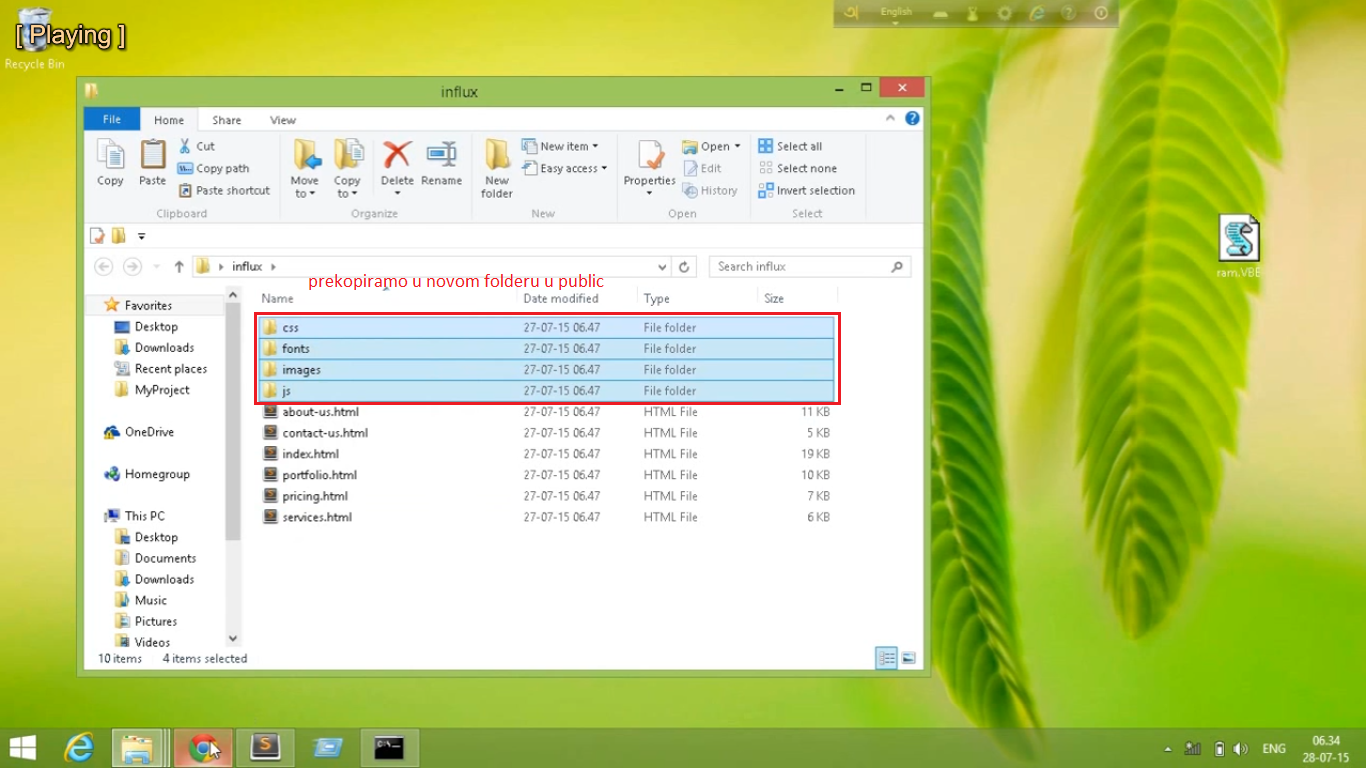 [ Playing ]
Recycle Bin
English
influx
File Home Share View
Copy
Paste
Cut
Copy path
Paste shortcut
Clipboard
Move to
Copy to
Delete
Rename
Organize
New folder
New item
Easy access
New
Properties
Open
Edit
History
Open
Select all
Select none
Invert selection
Select
influx
Search influx
prekopiramo u novom folderu u public
Name Date modified Type Size
css 27-07-15 06.47 File folder
fonts 27-07-15 06.47 File folder
images 27-07-15 06.47 File folder
js 27-07-15 06.47 File folder
about-us.html 27-07-15 06.47 HTML File 11 KB
contact-us.html 27-07-15 06.47 HTML File 5 KB
index.html 27-07-15 06.47 HTML File 19 KB
portfolio.html 27-07-15 06.47 HTML File 10 KB
pricing.html 27-07-15 06.47 HTML File 7 KB
services.html 27-07-15 06.47 HTML File 6 KB
Favorites
Desktop
Downloads
Recent places
MyProject
OneDrive
Homegroup
This PC
Desktop
Documents
Downloads
Music
Pictures
Videos
10 items 4 items selected
ram.VBE
ENG
06.34
28-07-15